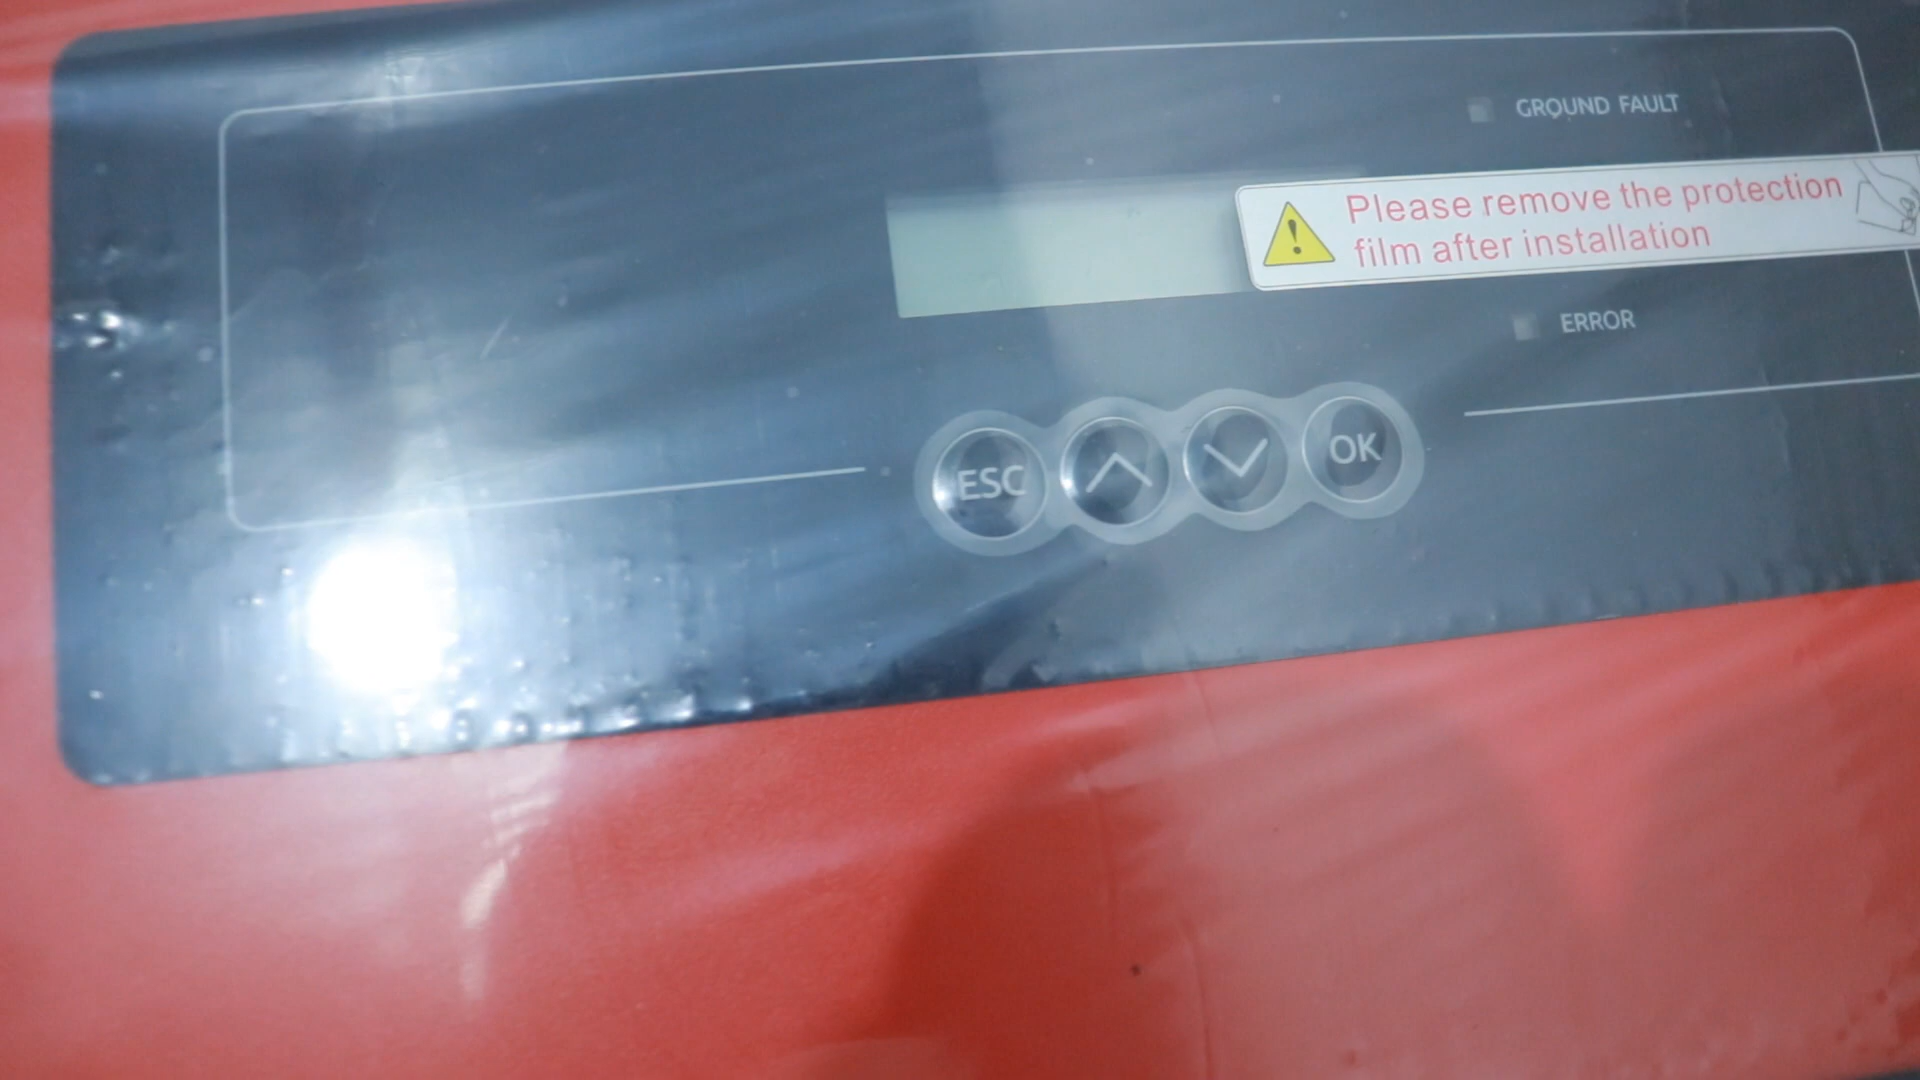 GROUND FAULT
Please remove the protection
film after installation
ERROR
ESC
OK